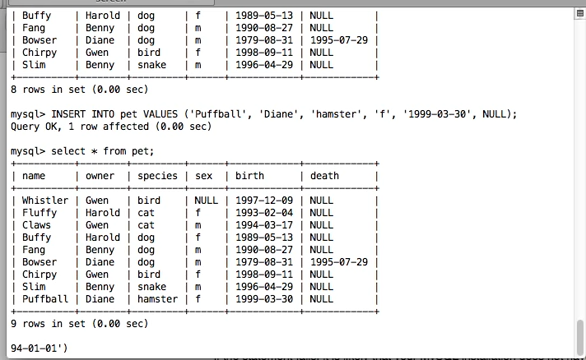 screen
| Buffy    | Harold | dog     | f    | 1989-05-13 | NULL       |
| Fang     | Benny  | dog     | m    | 1990-08-27 | NULL       |
| Bowser   | Diane  | dog     | m    | 1979-08-31 | 1995-07-29 |
| Chirpy   | Gwen   | bird    | f    | 1998-09-11 | NULL       |
| Slim     | Benny  | snake   | m    | 1996-04-29 | NULL       |
+----------+--------+---------+------+------------+------------+
8 rows in set (0.00 sec)
mysql> INSERT INTO pet VALUES ('Puffball', 'Diane', 'hamster', 'f', '1999-03-30', NULL);
Query OK, 1 row affected (0.00 sec)
mysql> select * from pet;
+----------+--------+---------+------+------------+------------+
| name     | owner  | species | sex  | birth      | death      |
+----------+--------+---------+------+------------+------------+
| Whistler | Gwen   | bird    | NULL | 1997-12-09 | NULL       |
| Fluffy   | Harold | cat     | f    | 1993-02-04 | NULL       |
| Claws    | Gwen   | cat     | m    | 1994-03-17 | NULL       |
| Buffy    | Harold | dog     | f    | 1989-05-13 | NULL       |
| Fang     | Benny  | dog     | m    | 1990-08-27 | NULL       |
| Bowser   | Diane  | dog     | m    | 1979-08-31 | 1995-07-29 |
| Chirpy   | Gwen   | bird    | f    | 1998-09-11 | NULL       |
| Slim     | Benny  | snake   | m    | 1996-04-29 | NULL       |
| Puffball | Diane  | hamster | f    | 1999-03-30 | NULL       |
+----------+--------+---------+------+------------+------------+
9 rows in set (0.00 sec)
94-01-01')